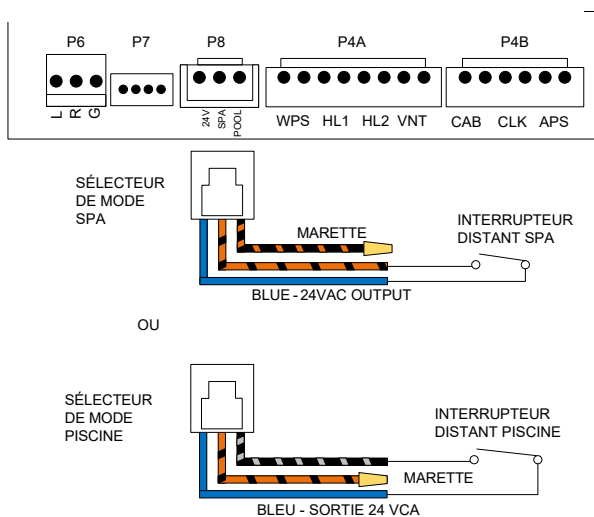 P6 P7 P8 P4A P4B
L R G 24V SPA POOL WPS HL1 HL2 VNT CAB CLK APS
SÉLECTEUR
DE MODE
SPA
MARETTE
INTERRUPTEUR
DISTANT SPA
BLUE - 24VAC OUTPUT
OU
SÉLECTEUR
DE MODE
PISCINE
INTERRUPTEUR
DISTANT PISCINE
MARETTE
BLEU - SORTIE 24 VCA